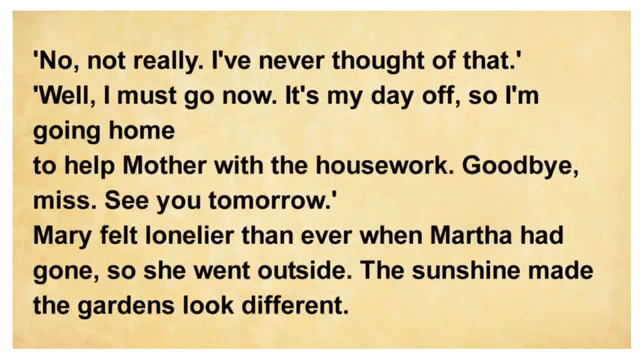 'No, not really. I've never thought of that.'
'Well, I must go now. It's my day off, so I'm
going home
to help Mother with the housework. Goodbye,
miss. See you tomorrow.'
Mary felt lonelier than ever when Martha had
gone, so she went outside. The sunshine made
the gardens look different.